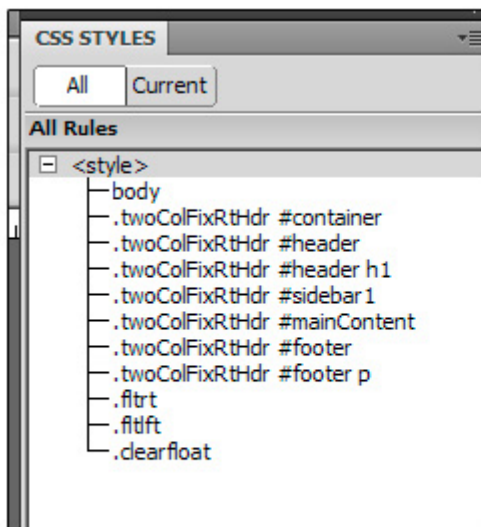 CSS STYLES
All Current
All Rules
<style>
body
.twoColFixRtHdr #container
.twoColFixRtHdr #header
.twoColFixRtHdr #header h1
.twoColFixRtHdr #sidebar1
.twoColFixRtHdr #mainContent
.twoColFixRtHdr #footer
.twoColFixRtHdr #footer p
.fltrt
.fltlft
.clearfloat